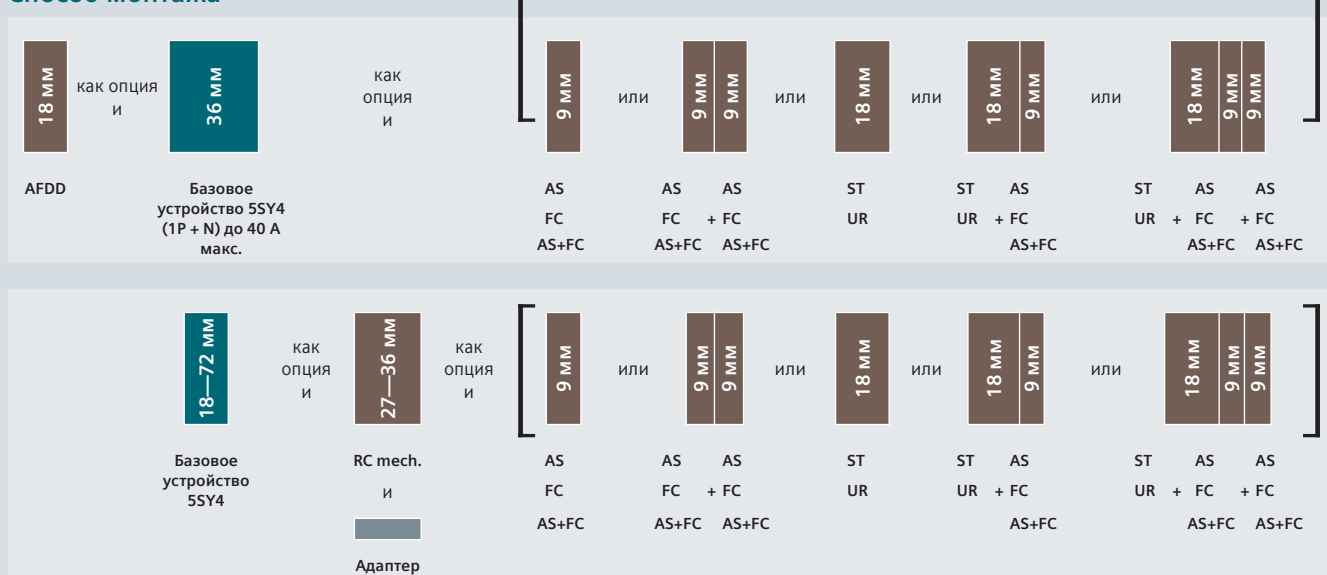 Способ монтажа
18 мм
как опция
и
36 мм
как
опция
и
9 мм
или
9 мм
9 мм
или
18 мм
или
18 мм
9 мм
или
18 мм
9 мм
9 мм
AFDD
Базовое
устройство 5SY4
(1P + N) до 40 А
макс.
AS
FC
AS+FC
AS AS
FC + FC
AS+FC AS+FC
ST
UR
ST AS
UR + FC
AS+FC
ST AS AS
UR + FC + FC
AS+FC AS+FC
18—72 мм
как
опция
и
27—36 мм
как
опция
и
9 мм
или
9 мм
9 мм
или
18 мм
или
18 мм
9 мм
или
18 мм
9 мм
9 мм
Базовое
устройство
5SY4
RC mech.
и
Адаптер
AS
FC
AS+FC
AS AS
FC + FC
AS+FC AS+FC
ST
UR
ST AS
UR + FC
AS+FC
ST AS AS
UR + FC + FC
AS+FC AS+FC